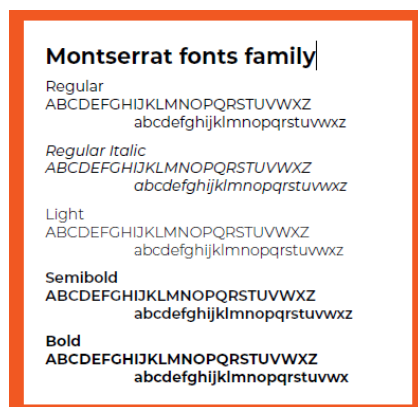 Montserrat fonts family
Regular
ABCDEFGHIJKLMNOPQRSTUVWXZ
abcdefghijklmnopqrstuvwxz
Regular Italic
ABCDEFGHIJKLMNOPQRSTUVWXZ
abcdefghijklmnopqrstuvwxz
Light
ABCDEFGHIJKLMNOPQRSTUVWXZ
abcdefghijklmnopqrstuvwxz
Semibold
ABCDEFGHIJKLMNOPQRSTUVWXZ
abcdefghijklmnopqrstuvwxz
Bold
ABCDEFGHIJKLMNOPQRSTUVWXZ
abcdefghijklmnopqrstuvwx